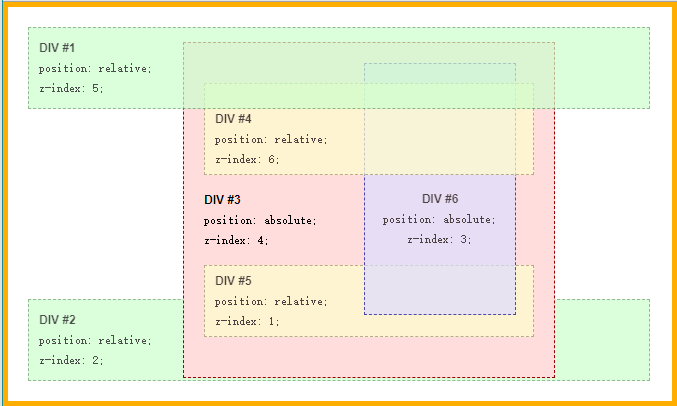 DIV #1
position: relative;
z-index: 5;
DIV #4
position: relative;
z-index: 6;
DIV #3
position: absolute;
z-index: 4;
DIV #6
position: absolute;
z-index: 3;
DIV #5
position: relative;
z-index: 1;
DIV #2
position: relative;
z-index: 2;